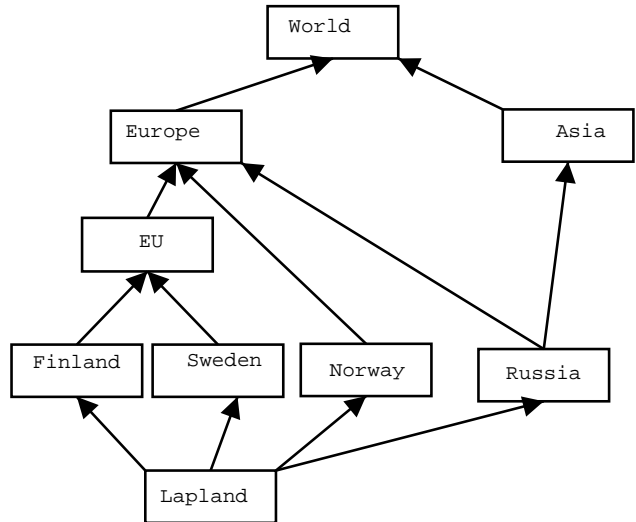 World
Europe
Asia
EU
Finland
Sweden
Norway
Russia
Lapland